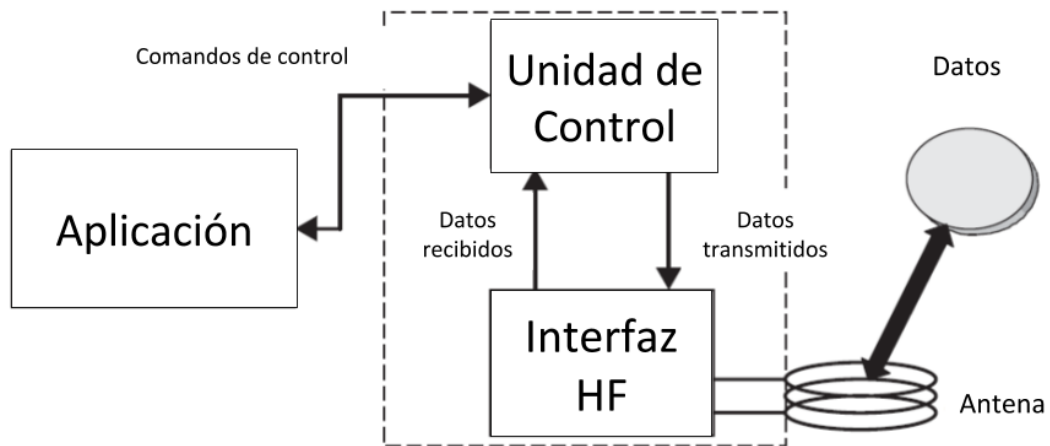 Comandos de control
Unidad de
Control
Datos
Aplicación
Datos
recibidos
Datos
transmitidos
Interfaz
HF
Antena